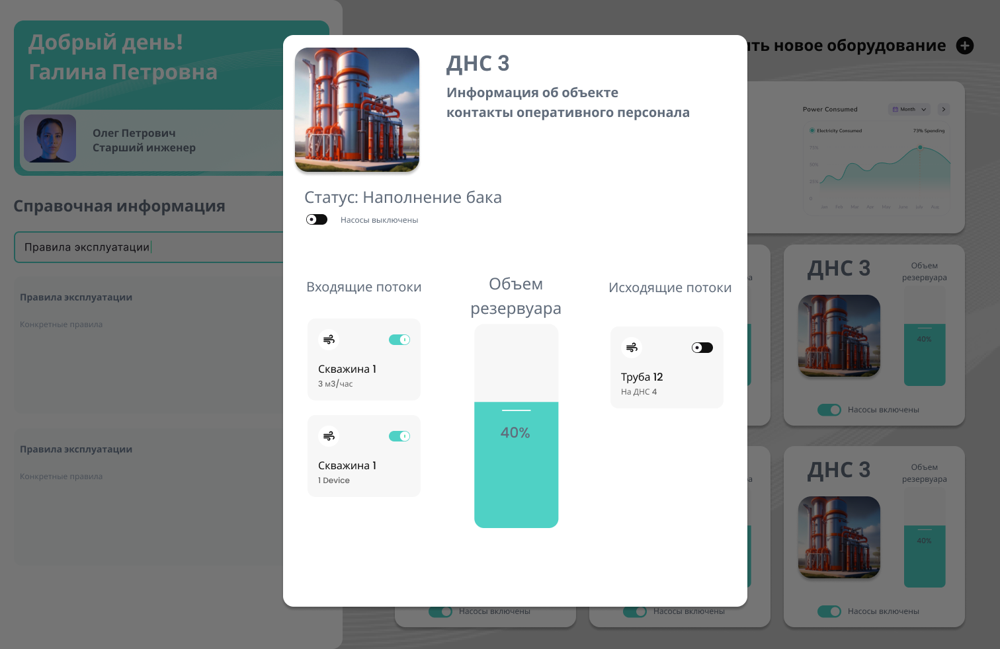 Добрый день!
Галина Петровна
Олег Петрович
Старший инженер
Справочная информация
Правила эксплуатации
Правила эксплуатации
Конкретные правила
Правила эксплуатации
Конкретные правила
ДНС 3
Информация об объекте
контакты оперативного персонала
Статус: Наполнение бака
Насосы выключены
Входящие потоки
Скважина 1
3 м3/час
Скважина 1
1 Device
Объем
резервуара
40%
Исходящие потоки
Труба 12
На ДНС 4
новое оборудование
Power Consumed
Month
Electricity Consumed
73% Spending
75%
50%
25%
0
Jan Feb Mar Apr May June July Aug
ДНС 3
Объем
резервуара
40%
Насосы включены
ДНС 3
Объем
резервуара
40%
Насосы включены
Насосы включены
Насосы включены